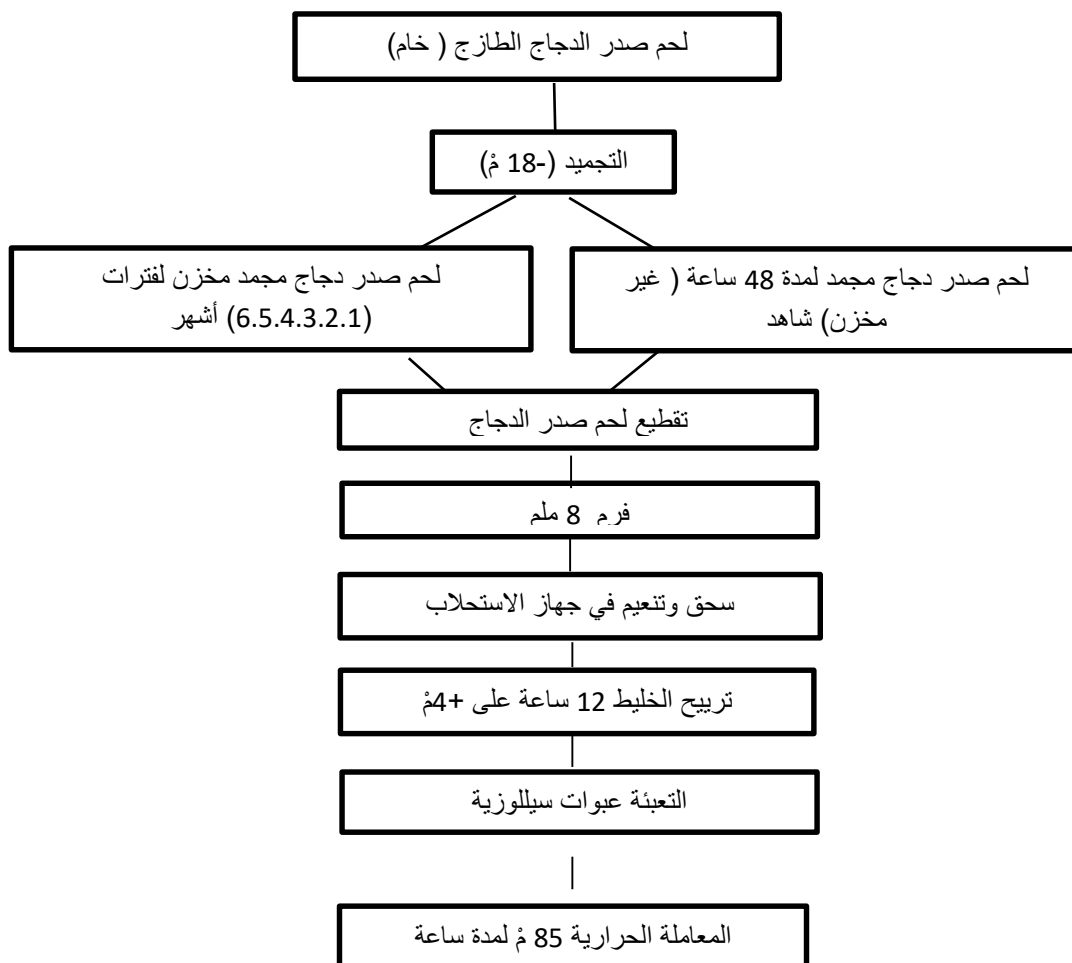 لحم صدر الدجاج الطازج ( خام)
التجميد (-18 مْ)
لحم صدر دجاج مجمد لمدة 48 ساعة ( غير
مخزن) شاهد
لحم صدر دجاج مجمد مخزن لفترات
(6.5.4.3.2.1) أشهر
تقطيع لحم صدر الدجاج
فرم 8 ملم
سحق وتنعيم في جهاز الاستحلاب
ترييح الخليط 12 ساعة على +4مْ
التعبئة عبوات سيللوزية
المعاملة الحرارية 85 مْ لمدة ساعة